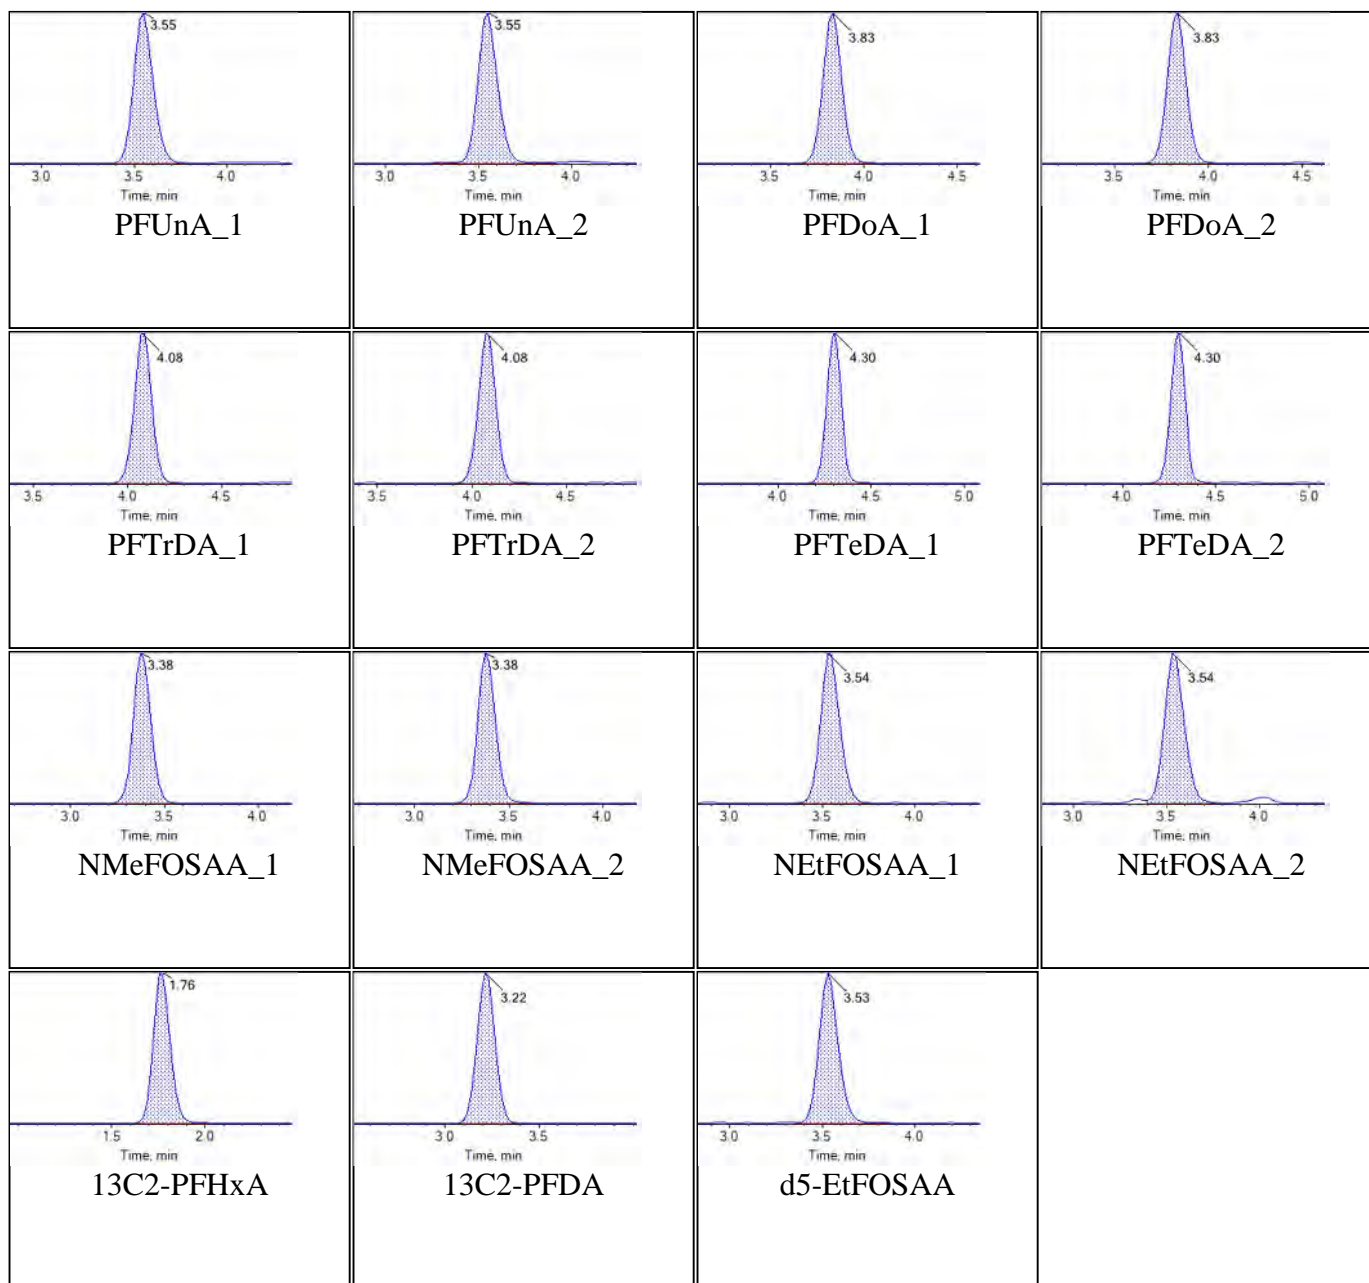 3.55
3.0 3.5 4.0
Time, min
PFUnA_1
3.55
3.0 3.5 4.0
Time, min
PFUnA_2
3.83
3.5 4.0 4.5
Time, min
PFDoA_1
3.83
3.5 4.0 4.5
Time, min
PFDoA_2
4.08
3.5 4.0 4.5
Time, min
PFTrDA_1
4.08
3.5 4.0 4.5
Time, min
PFTrDA_2
4.30
4.0 4.5 5.0
Time, min
PFTeDA_1
4.30
4.0 4.5 5.0
Time, min
PFTeDA_2
3.38
3.0 3.5 4.0
Time, min
NMeFOSAA_1
3.38
3.0 3.5 4.0
Time, min
NMeFOSAA_2
3.54
3.0 3.5 4.0
Time, min
NEtFOSAA_1
3.54
3.0 3.5 4.0
Time, min
NEtFOSAA_2
1.76
1.5 2.0
Time, min
13C2-PFHxA
3.22
3.0 3.5
Time, min
13C2-PFDA
3.53
3.0 3.5 4.0
Time, min
d5-EtFOSAA